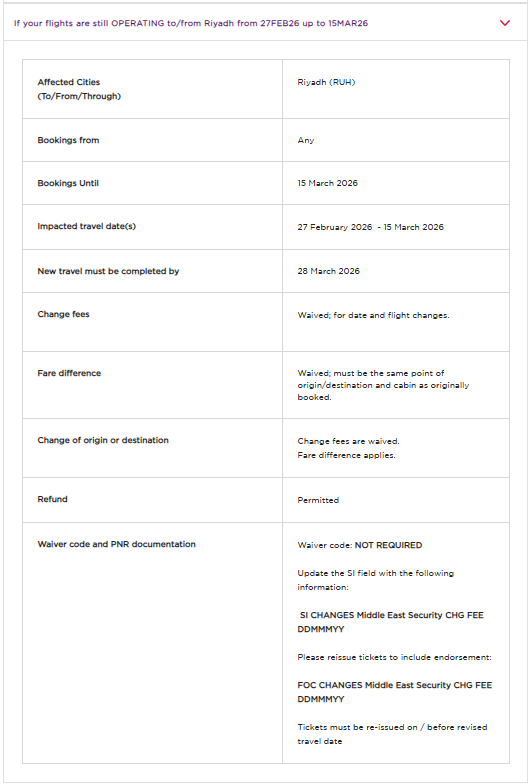 If your flights are still OPERATING to/from Riyadh from 27FEB26 up to 15MAR26
Affected Cities
(To/From/Through)
Riyadh (RUH)
Bookings from
Any
Bookings Until
15 March 2026
Impacted travel date(s)
27 February 2026 - 15 March 2026
New travel must be completed by
28 March 2026
Change fees
Waived; for date and flight changes.
Fare difference
Waived; must be the same point of
origin/destination and cabin as originally
booked.
Change of origin or destination
Change fees are waived.
Fare difference applies.
Refund
Permitted
Waiver code and PNR documentation
Waiver code: NOT REQUIRED
Update the SI field with the following
information:
SI CHANGES Middle East Security CHG FEE
DDMMMYY
Please reissue tickets to include endorsement:
FOC CHANGES Middle East Security CHG FEE
DDMMMYY
Tickets must be re-issued on / before revised
travel date